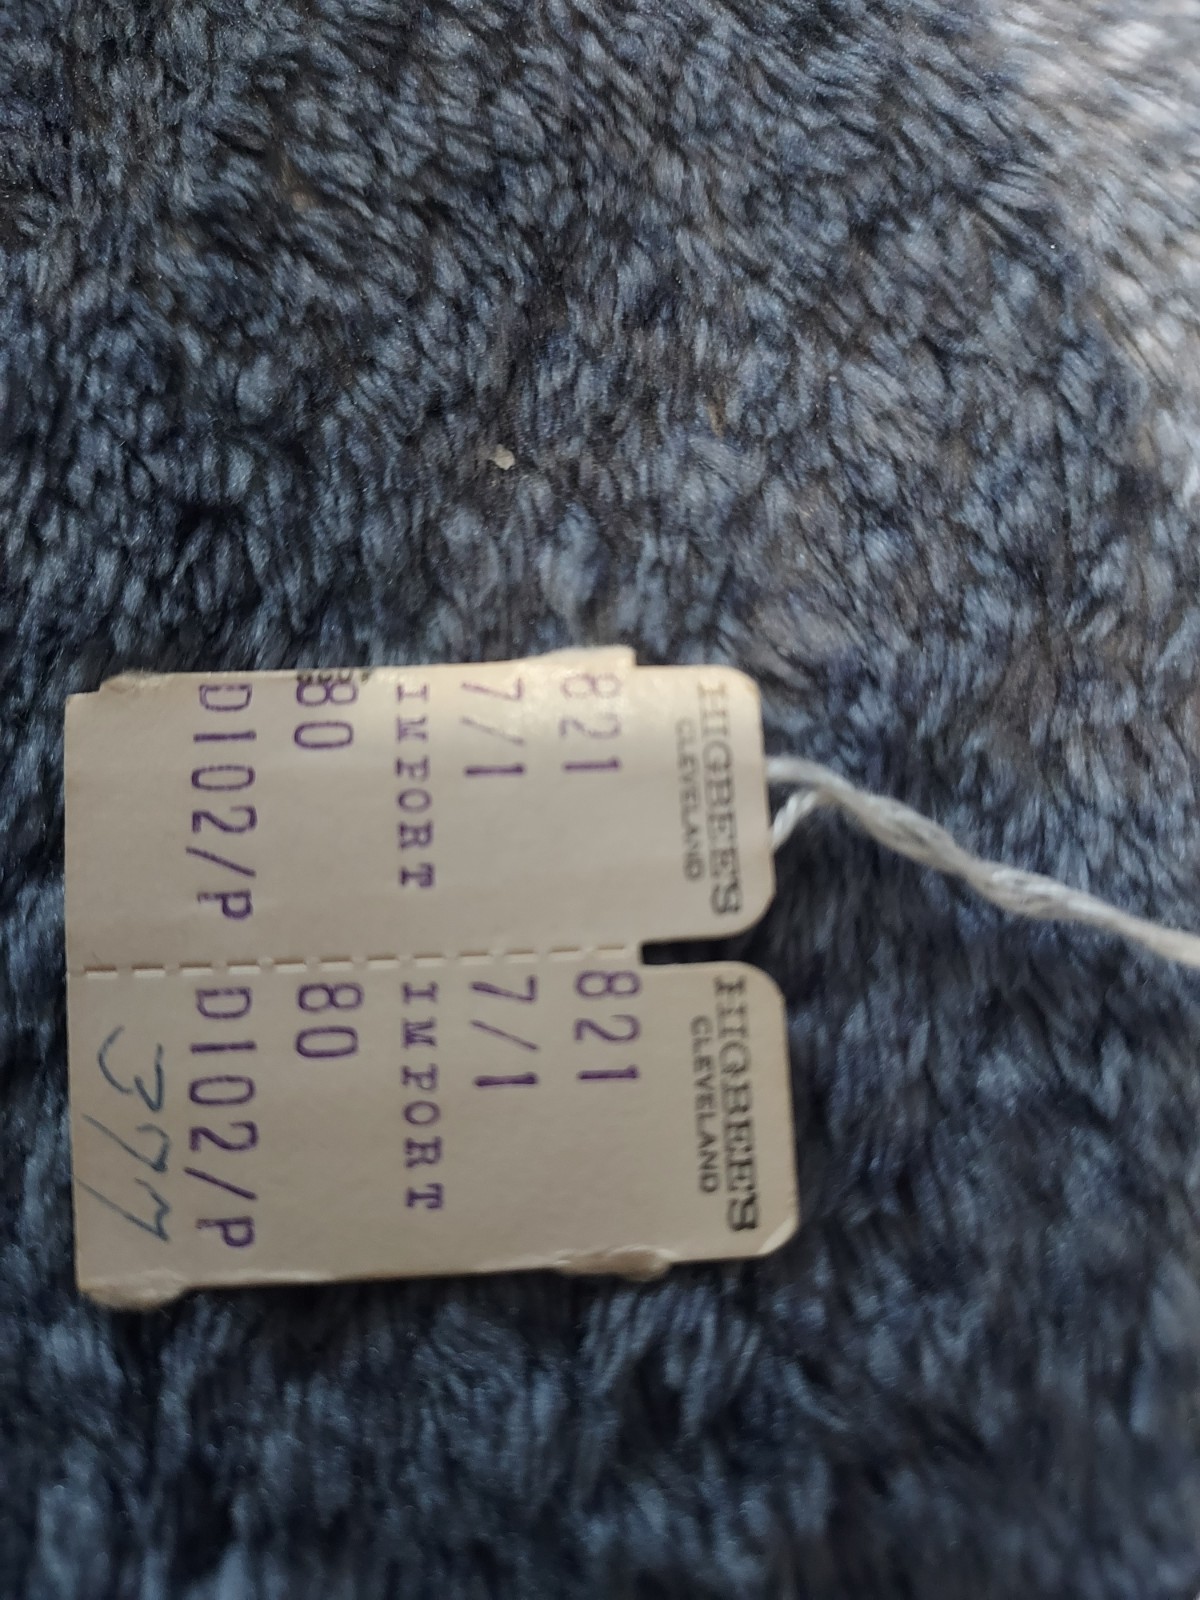 HIGBEE'S
CLEVELAND
821
7/1
IMPORT
80
D102/P
HIGBEE'S
CLEVELAND
821
7/1
IMPORT
80
D102/P
377